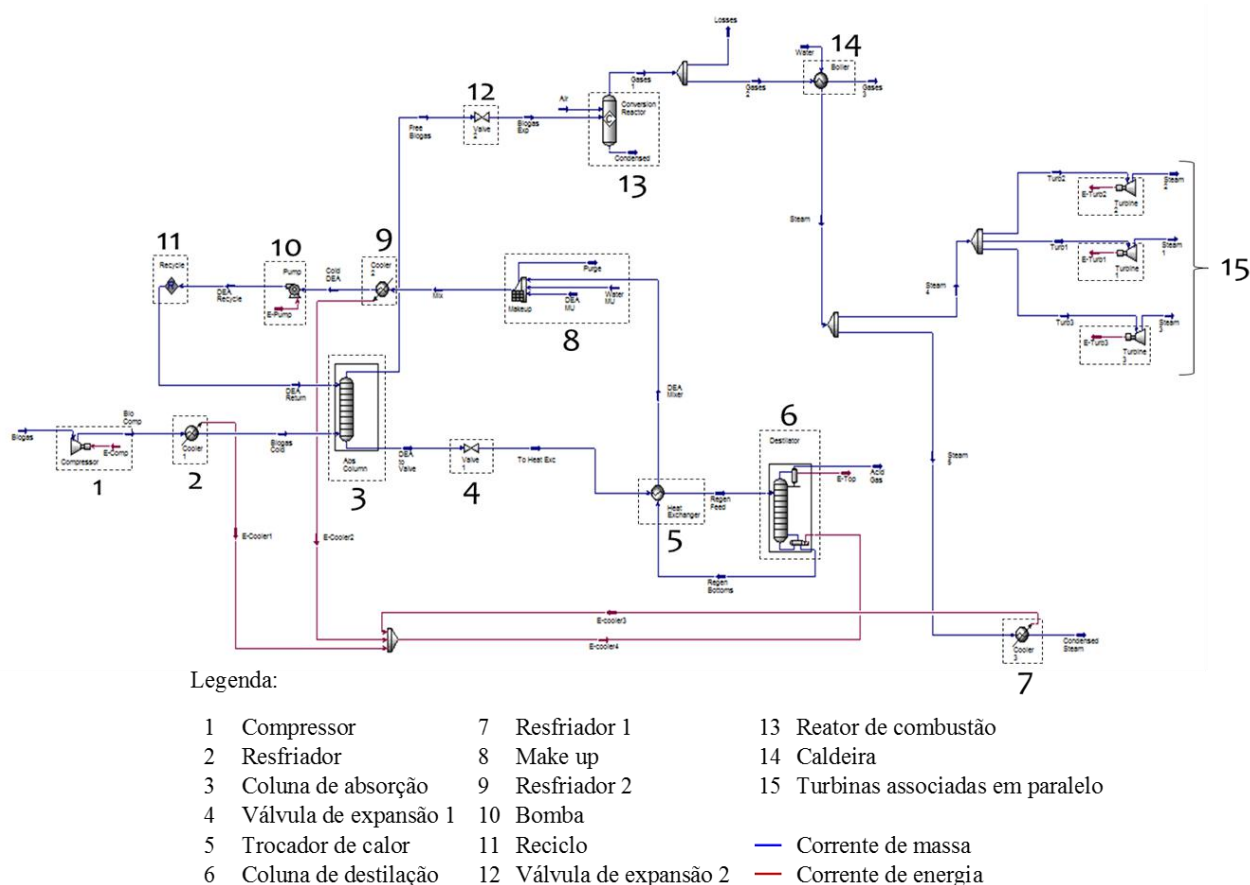 Losses
14
Water
Boiler
Gases 1
Gases 2
Gases 3
12
Air
Conversion Reactor
Free Biogas
Valve 2
Biogas Exp
Condensed
13
Turb2
Steam 2
E-Turb2
Turbine 2
Steam
Turb1
Steam 1
E-Turb1
Turbine 1
15
Steam 4
Turb3
Steam 3
E-Turb3
Turbine 3
11
Recycle
DEA Recycle
10
Pump
E-Pump
Cold DEA
9
Cooler 2
Mix
Purge
Makeup
DEA MU
Water MU
8
DEA Return
DEA Mixer
Biogas
Bio Comp
E-Comp
Compressor
1
Cooler 1
2
Biogas Cold
Abs Column
3
DEA to Valve
Valve 1
4
To Heat Exc
Heat Exchanger
5
Regen Feed
6
Destilator
E-Top
Acid Gas
Regen Bottoms
Steam 5
E-Cooler1
E-Cooler2
E-cooler3
E-cooler4
Cooler 3
Condensed Steam
7
Legenda:
1 Compressor
2 Resfriador
3 Coluna de absorção
4 Válvula de expansão 1
5 Trocador de calor
6 Coluna de destilação
7 Resfriador 1
8 Make up
9 Resfriador 2
10 Bomba
11 Reciclo
12 Válvula de expansão 2
13 Reator de combustão
14 Caldeira
15 Turbinas associadas em paralelo
Corrente de massa
Corrente de energia